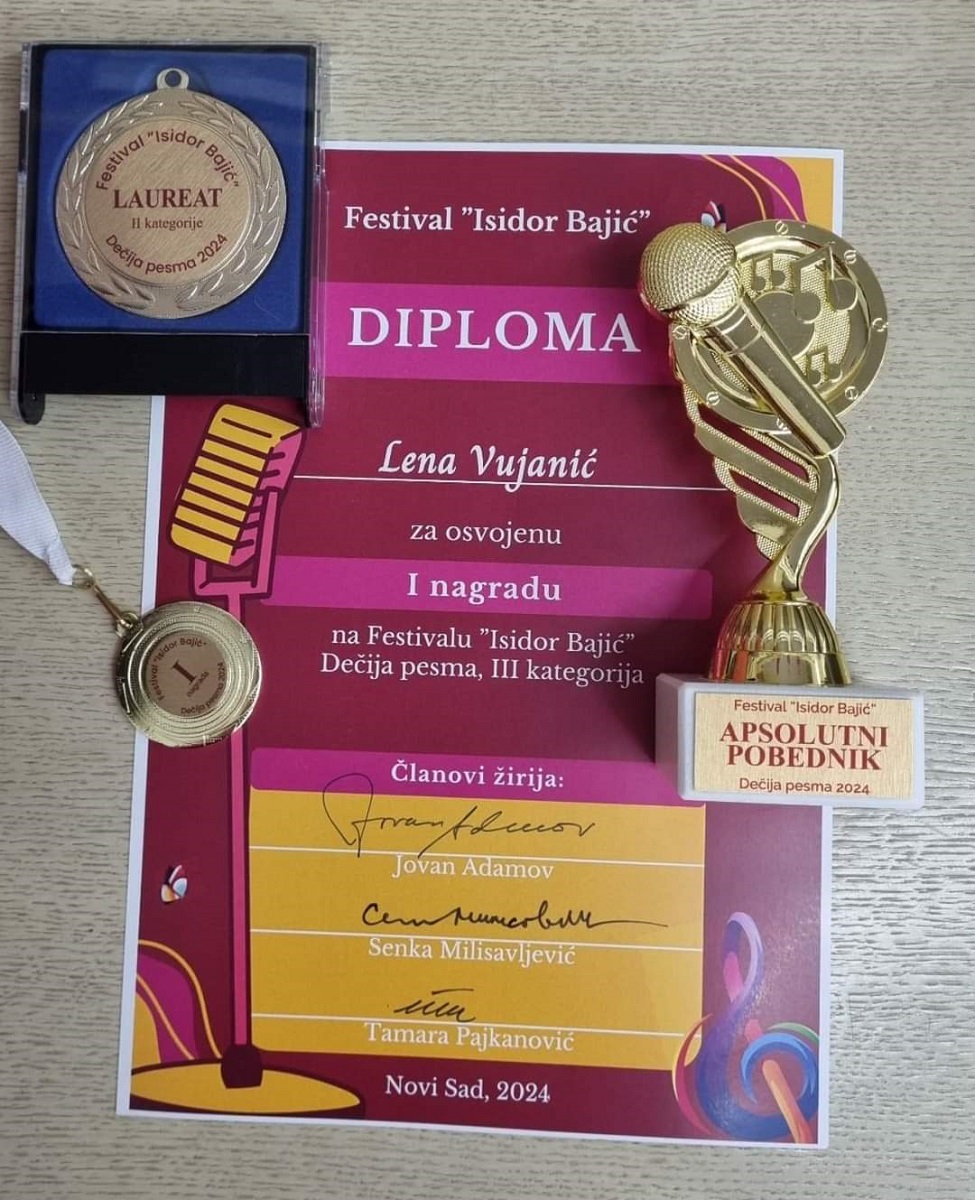 Festival "Isidor Bajić"
LAUREAT
II kategorije
Dečija pesma 2024
Festival "Isidor Bajić"
DIPLOMA
Lena Vujanić
za osvojenu
I nagradu
na Festivalu "Isidor Bajić"
Dečija pesma, III kategorija
Članovi žirija:
Jovan Adamov
Jovan Adamov
Senka Milisavljević
Tamara Pajkanović
Novi Sad, 2024
Festival "Isidor Bajić"
I
nagrada
Dečija pesma 2024
Festival "Isidor Bajić"
APSOLUTNI
POBEDNIK
Dečija pesma 2024